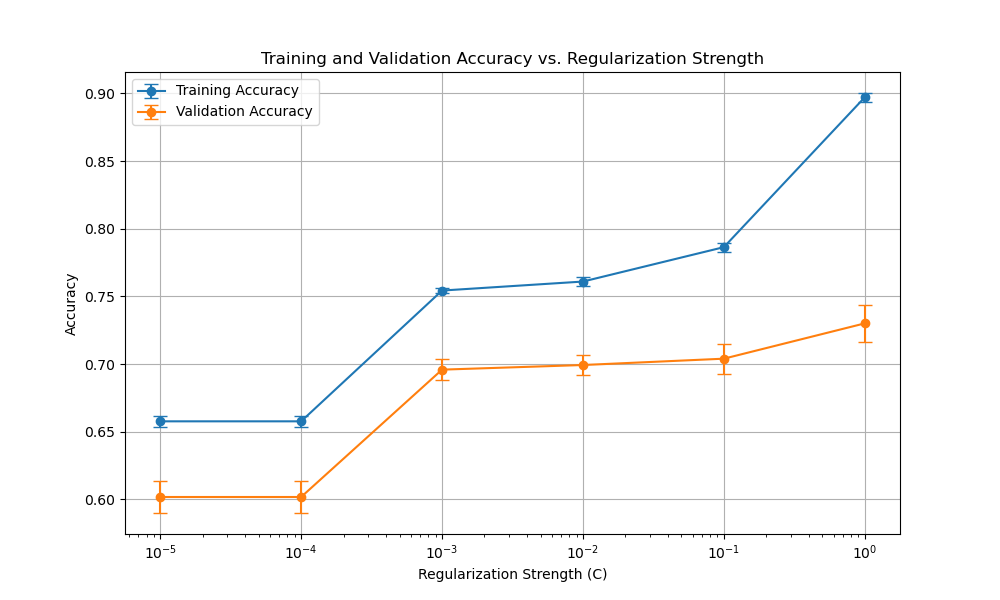 Training and Validation Accuracy vs. Regularization Strength
Training Accuracy
Validation Accuracy
Accuracy
0.90
0.85
0.80
0.75
0.70
0.65
0.60
10⁻⁵ 10⁻⁴ 10⁻³ 10⁻² 10⁻¹ 10⁰
Regularization Strength (C)